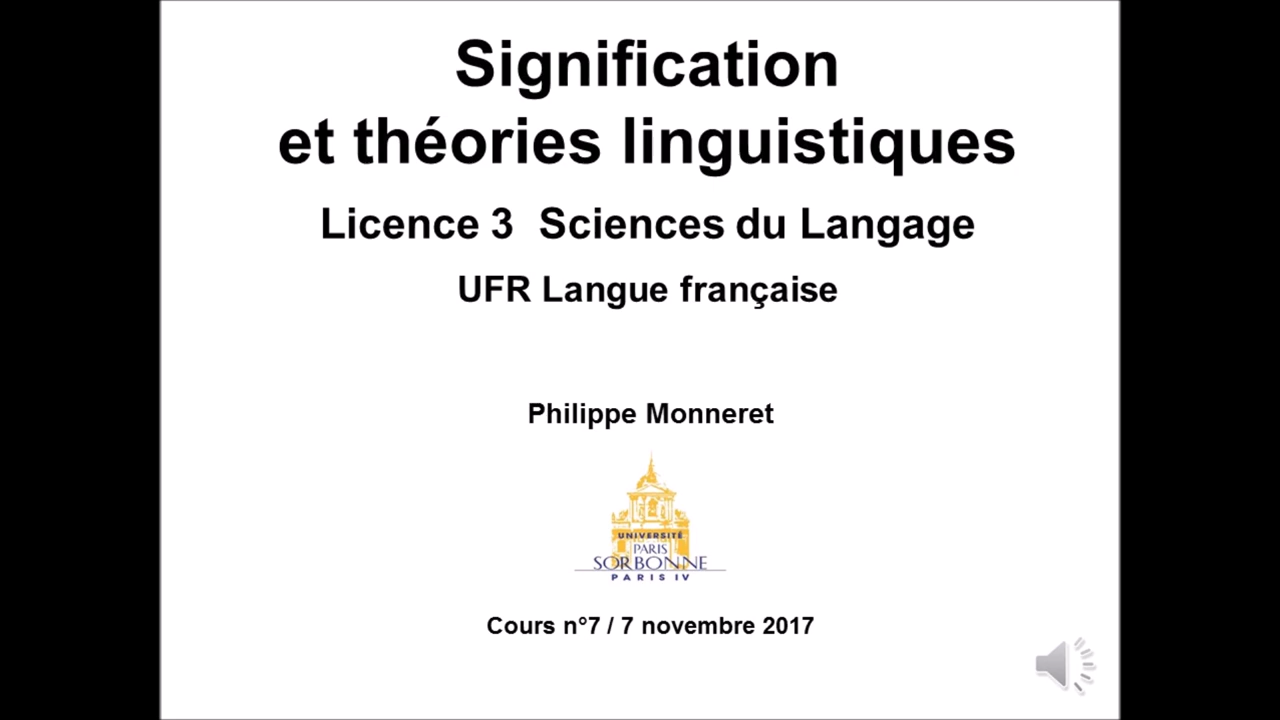 Signification
et théories linguistiques
Licence 3 Sciences du Langage
UFR Langue française
Philippe Monneret
UNIVERSITÉ
PARIS
SORBONNE
PARIS IV
Cours n°7 / 7 novembre 2017